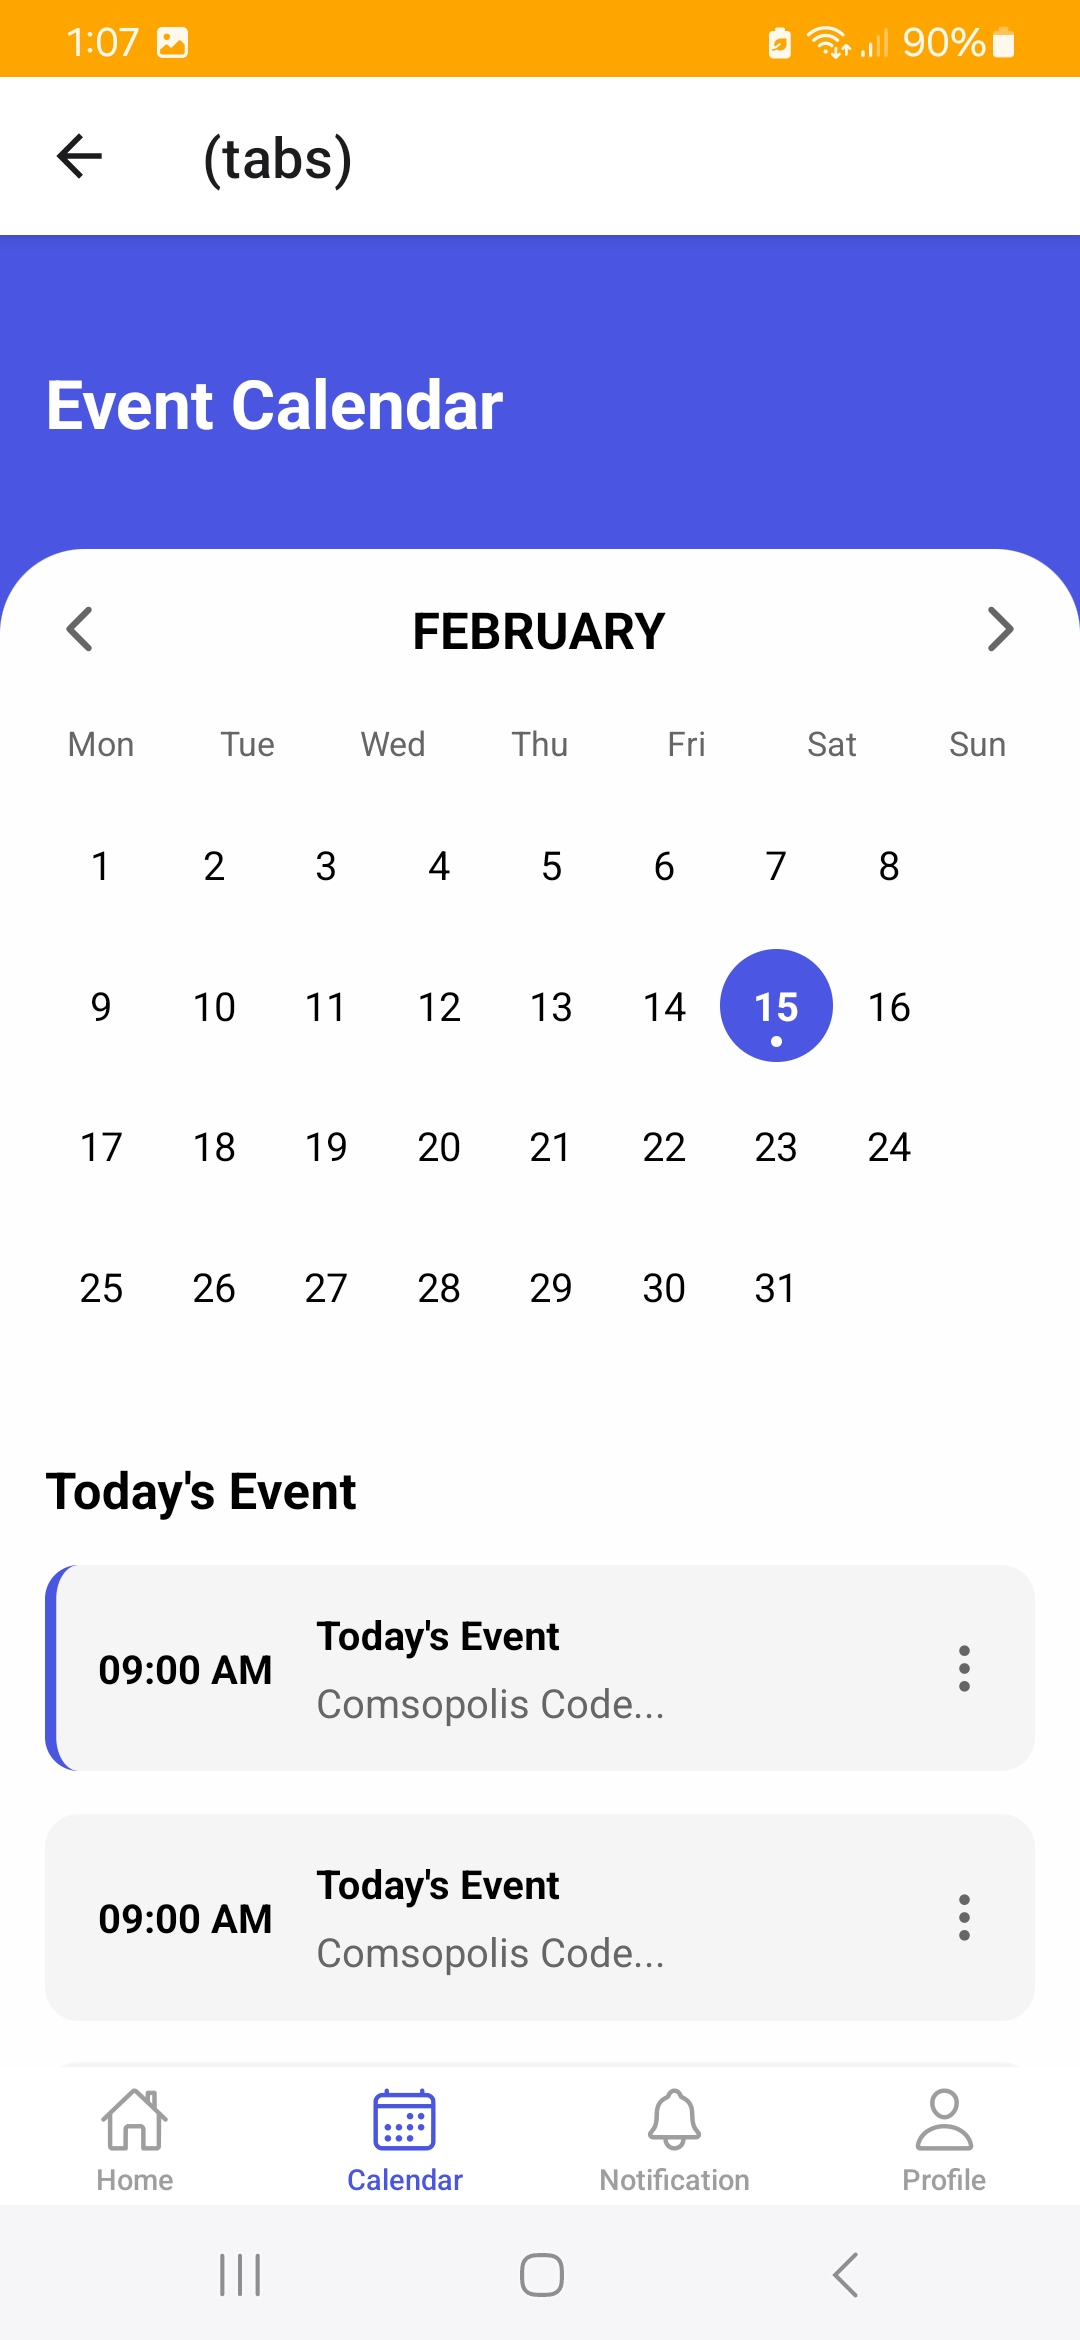 1:07 90%
(tabs)
Event Calendar
FEBRUARY
Mon Tue Wed Thu Fri Sat Sun
1 2 3 4 5 6 7 8
9 10 11 12 13 14 15 16
17 18 19 20 21 22 23 24
25 26 27 28 29 30 31
Today's Event
Today's Event
09:00 AM
Comsopolis Code...
Today's Event
09:00 AM
Comsopolis Code...
Home Calendar Notification Profile